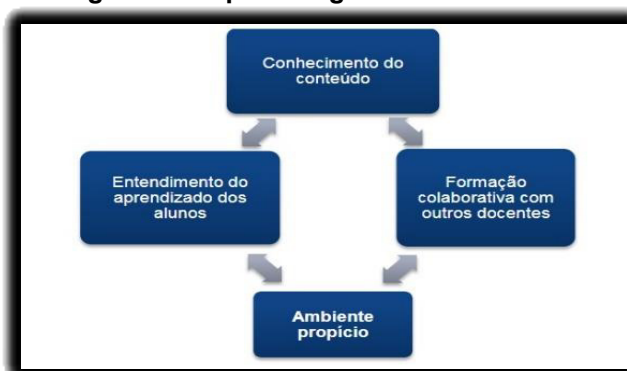 Conhecimento do
conteúdo
Entendimento do
aprendizado dos
alunos
Formação
colaborativa com
outros docentes
Ambiente
propício